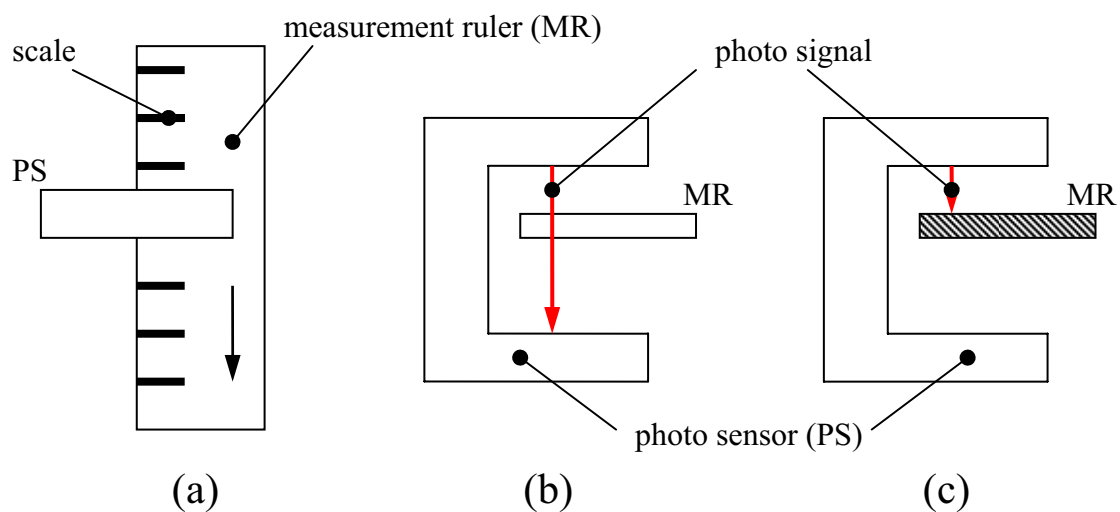 measurement ruler (MR)
scale
photo signal
PS
MR
MR
photo sensor (PS)
(a)
(b)
(c)